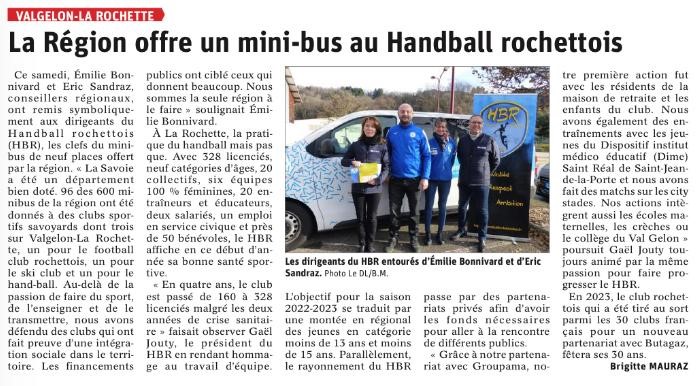 VALGELON-LA ROCHETTE
La Région offre un mini-bus au Handball rochettois
Ce samedi, Émilie Bon-
nivard et Eric Sandraz,
conseillers régionaux,
ont remis symbolique-
ment aux dirigeants du
Handball rochettois
(HBR), les clefs du mini-
bus de neuf places offert
par la région. « La Savoie
a été un département
bien doté. 96 des 600 mi-
nibus de la région ont été
donnés à des clubs spor-
tifs savoyards dont trois
sur Valgelon-La Rochet-
te, un pour le football
club rochettois, un pour
le ski club et un pour le
hand-ball. Au-delà de la
passion de faire du sport,
de l'enseigner et de le
transmettre, nous avons
défendu des clubs qui ont
fait preuve d'une intégra-
tion sociale dans le terri-
toire. Les financements
publics ont ciblé ceux qui
donnent beaucoup. Nous
sommes la seule région à
le faire » soulignait Émi-
lie Bonnivard.
À La Rochette, la prati-
que du handball mais pas
que. Avec 328 licenciés,
neuf catégories d'âges, 20
collectifs, six équipes
100 % féminines, 20 en-
traîneurs et éducateurs,
deux salariés, un emploi
en service civique et près
de 50 bénévoles, le HBR
affiche en ce début d'an-
née sa bonne santé spor-
tive.
« En quatre ans, le club
est passé de 160 à 328
licenciés malgré les deux
années de crise sanitai-
re » faisait observer Gaël
Jouty, le président du
HBR en rendant homma-
ge au travail d'équipe.
HBR
Solidarité
Respect
Ambition
Les dirigeants du HBR entourés d'Émilie Bonnivard et d'Eric
Sandraz. Photo Le DL/B.M.
L'objectif pour la saison
2022-2023 se traduit par
une montée en régional
des jeunes en catégorie
moins de 13 ans et moins
de 15 ans. Parallèlement,
le rayonnement du HBR
passe par des partena-
riats privés afin d'avoir
les fonds nécessaires
pour aller à la rencontre
de différents publics.
« Grâce à notre partena-
riat avec Groupama, no-
tre première action fut
avec les résidents de la
maison de retraite et les
enfants du club. Nous
avons également des en-
traînements avec les jeu-
nes du Dispositif institut
médico éducatif (Dime)
Saint Réal de Saint-Jean-
de-la-Porte et nous avons
fait des matchs sur les city
stades. Nos actions intè-
grent aussi les écoles ma-
ternelles, les crèches ou
le collège du Val Gelon »
poursuit Gaël Jouty tou-
jours animé par la même
passion pour faire pro-
gresser le HBR.
En 2023, le club rochet-
tois qui a été tiré au sort
parmi les 30 clubs fran-
çais pour un nouveau
partenariat avec Butagaz,
fêtera ses 30 ans.
Brigitte MAURAZ